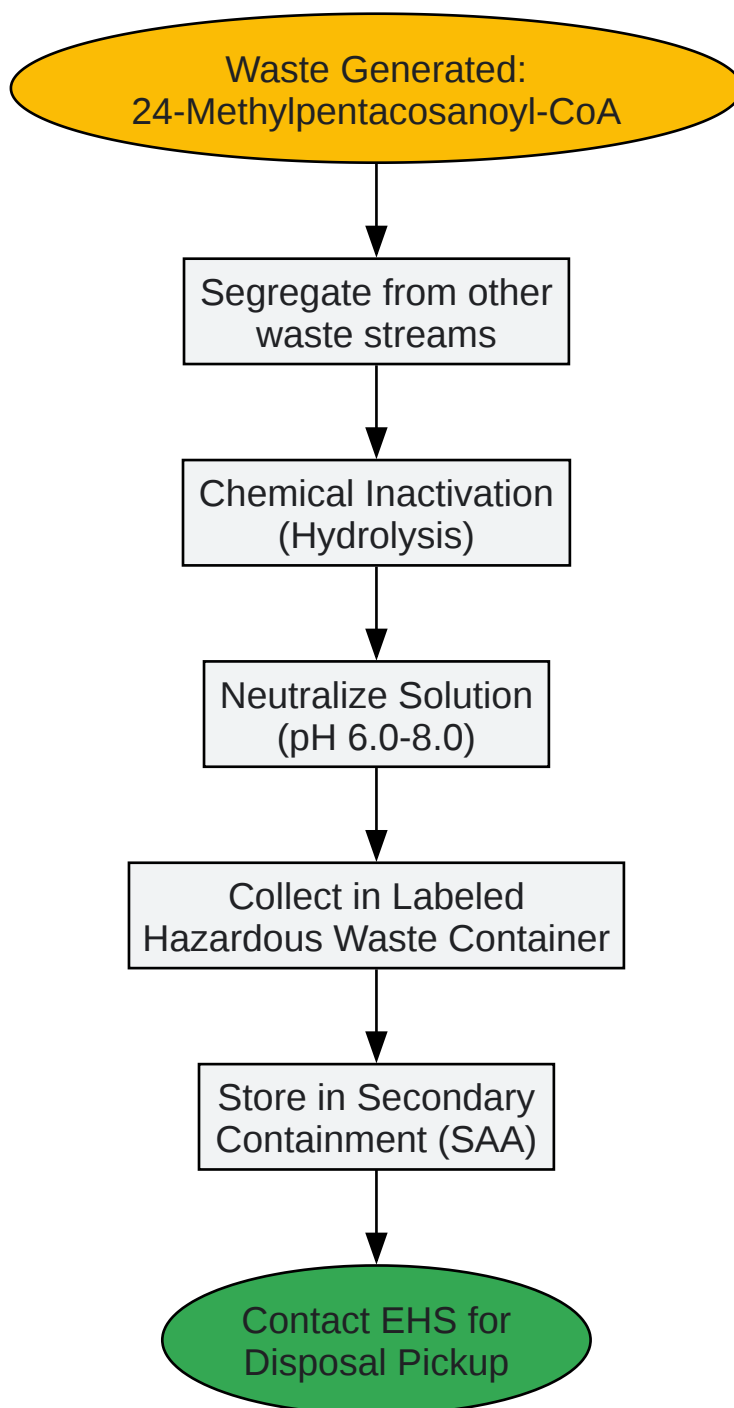 Waste Generated:
24-Methylpentacosanoyl-CoA
Segregate from other
waste streams
Chemical Inactivation
(Hydrolysis)
Neutralize Solution
(pH 6.0-8.0)
Collect in Labeled
Hazardous Waste Container
Store in Secondary
Containment (SAA)
Contact EHS for
Disposal Pickup